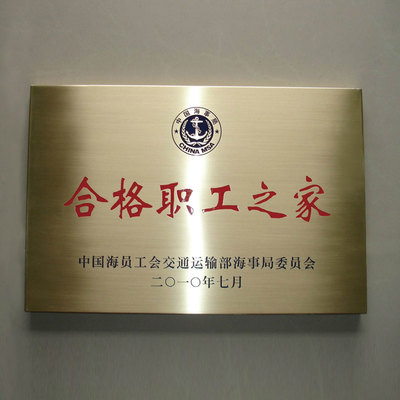 中国海事局
CHINA MSA
合格职工之家
中国海员工会交通运输部海事局委员会
二〇一〇年七月